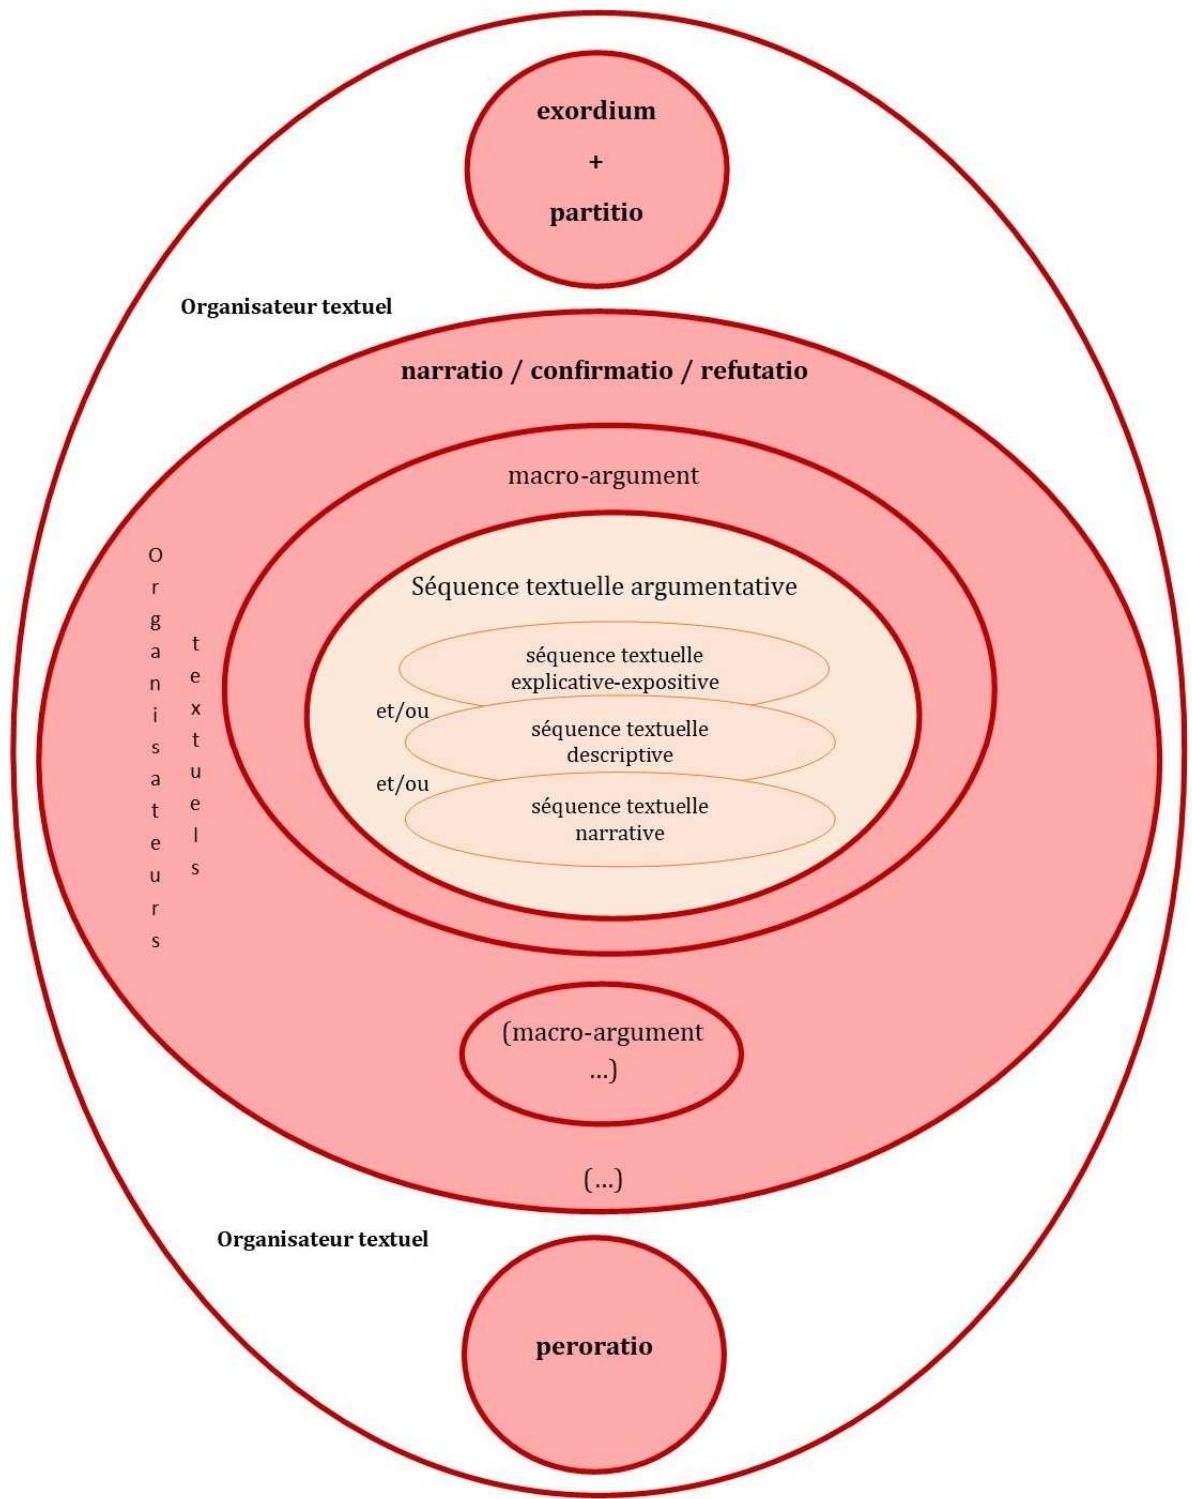 exordium
+
partitio
Organisateur textuel
narratio / confirmatio / refutatio
macro-argument
Organisateurs
textuels
Séquence textuelle argumentative
séquence textuelle
explicative-expositive
et/ou
séquence textuelle
descriptive
et/ou
séquence textuelle
narrative
(macro-argument
...)
(...)
Organisateur textuel
peroratio